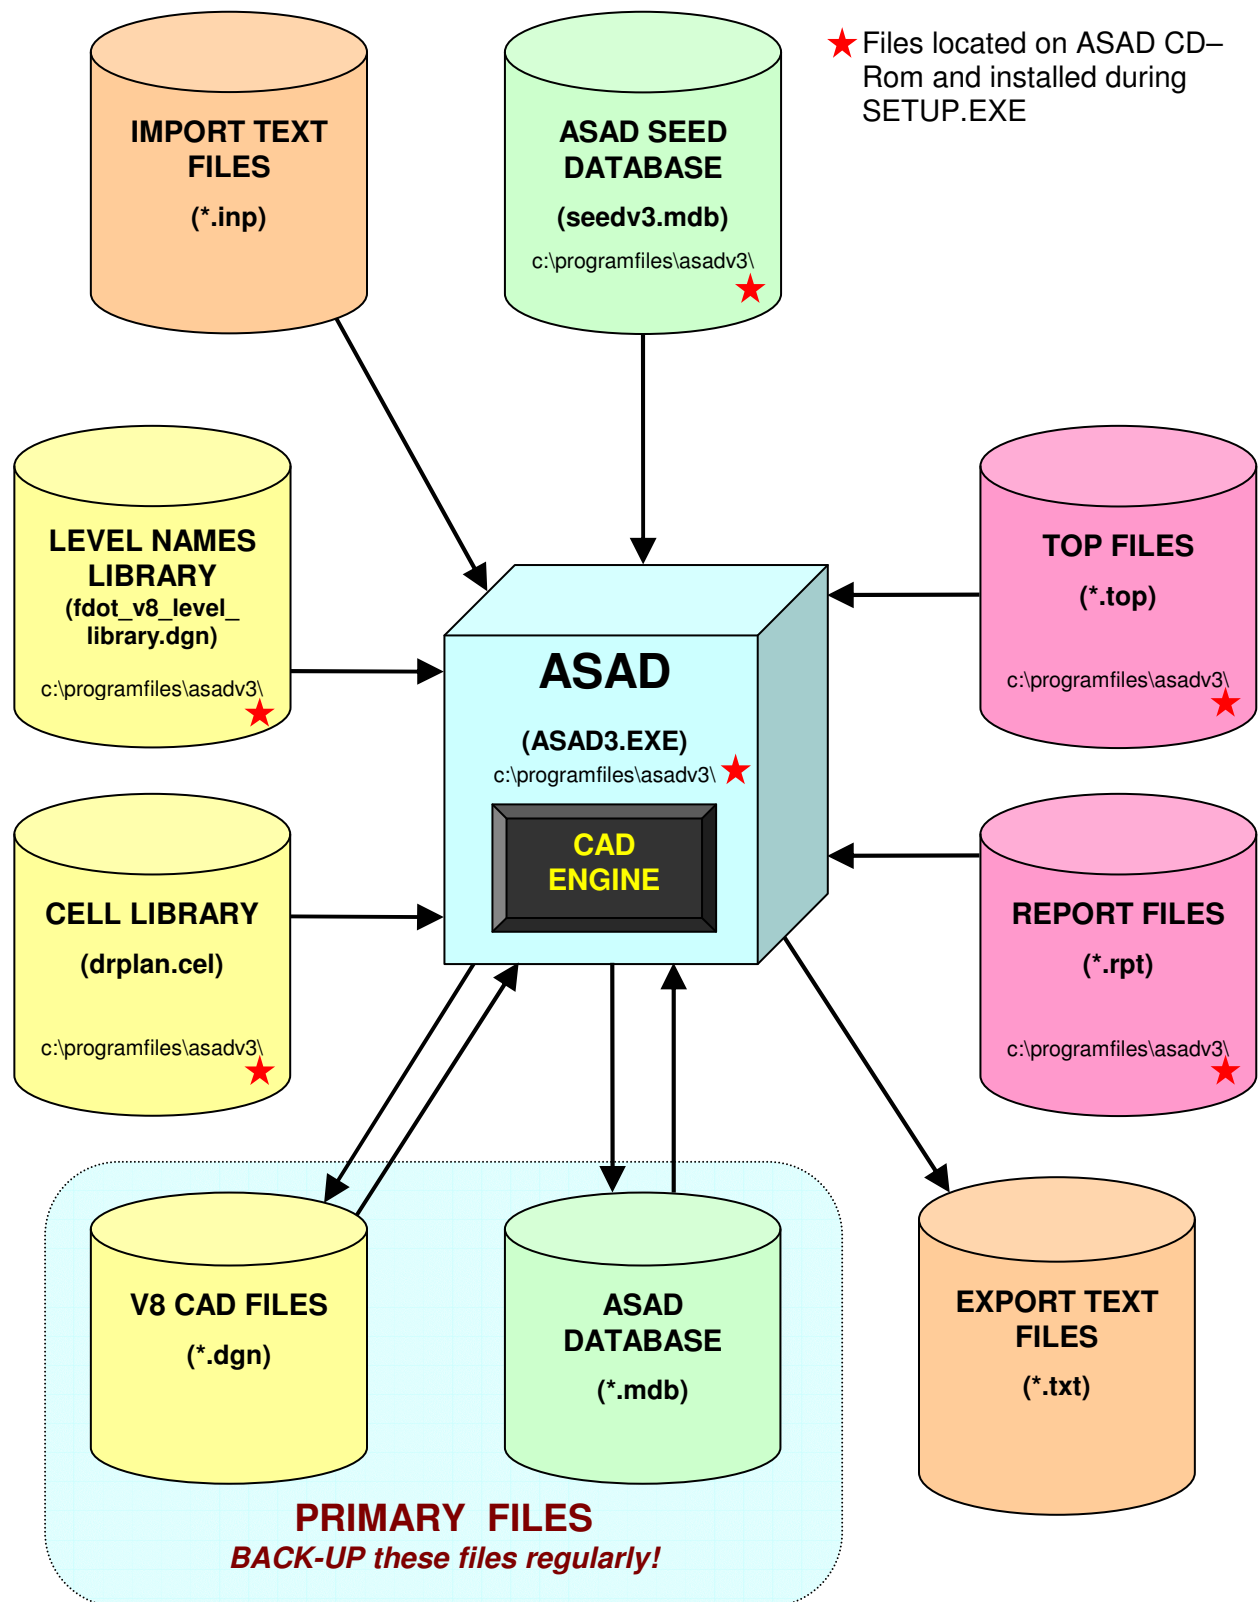 Files located on ASAD CD–
Rom and installed during
SETUP.EXE
IMPORT TEXT
FILES
(*.inp)
ASAD SEED
DATABASE
(seedv3.mdb)
c:\programfiles\asadv3\
LEVEL NAMES
LIBRARY
(fdot_v8_level_
library.dgn)
c:\programfiles\asadv3\
TOP FILES
(*.top)
c:\programfiles\asadv3\
ASAD
(ASAD3.EXE)
c:\programfiles\asadv3\
CAD
ENGINE
CELL LIBRARY
(drplan.cel)
c:\programfiles\asadv3\
REPORT FILES
(*.rpt)
c:\programfiles\asadv3\
V8 CAD FILES
(*.dgn)
ASAD
DATABASE
(*.mdb)
EXPORT TEXT
FILES
(*.txt)
PRIMARY FILES
BACK-UP these files regularly!